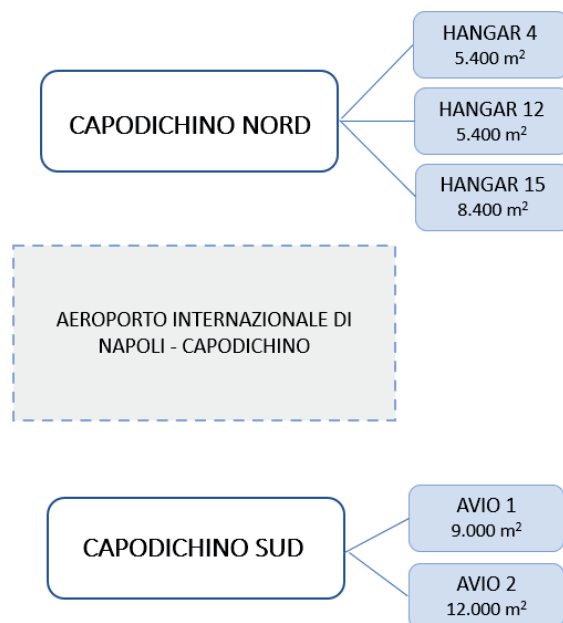 HANGAR 4
5.400 m²
CAPODICHINO NORD
HANGAR 12
5.400 m²
HANGAR 15
8.400 m²
AEROPORTO INTERNAZIONALE DI
NAPOLI - CAPODICHINO
CAPODICHINO SUD
AVIO 1
9.000 m²
AVIO 2
12.000 m²